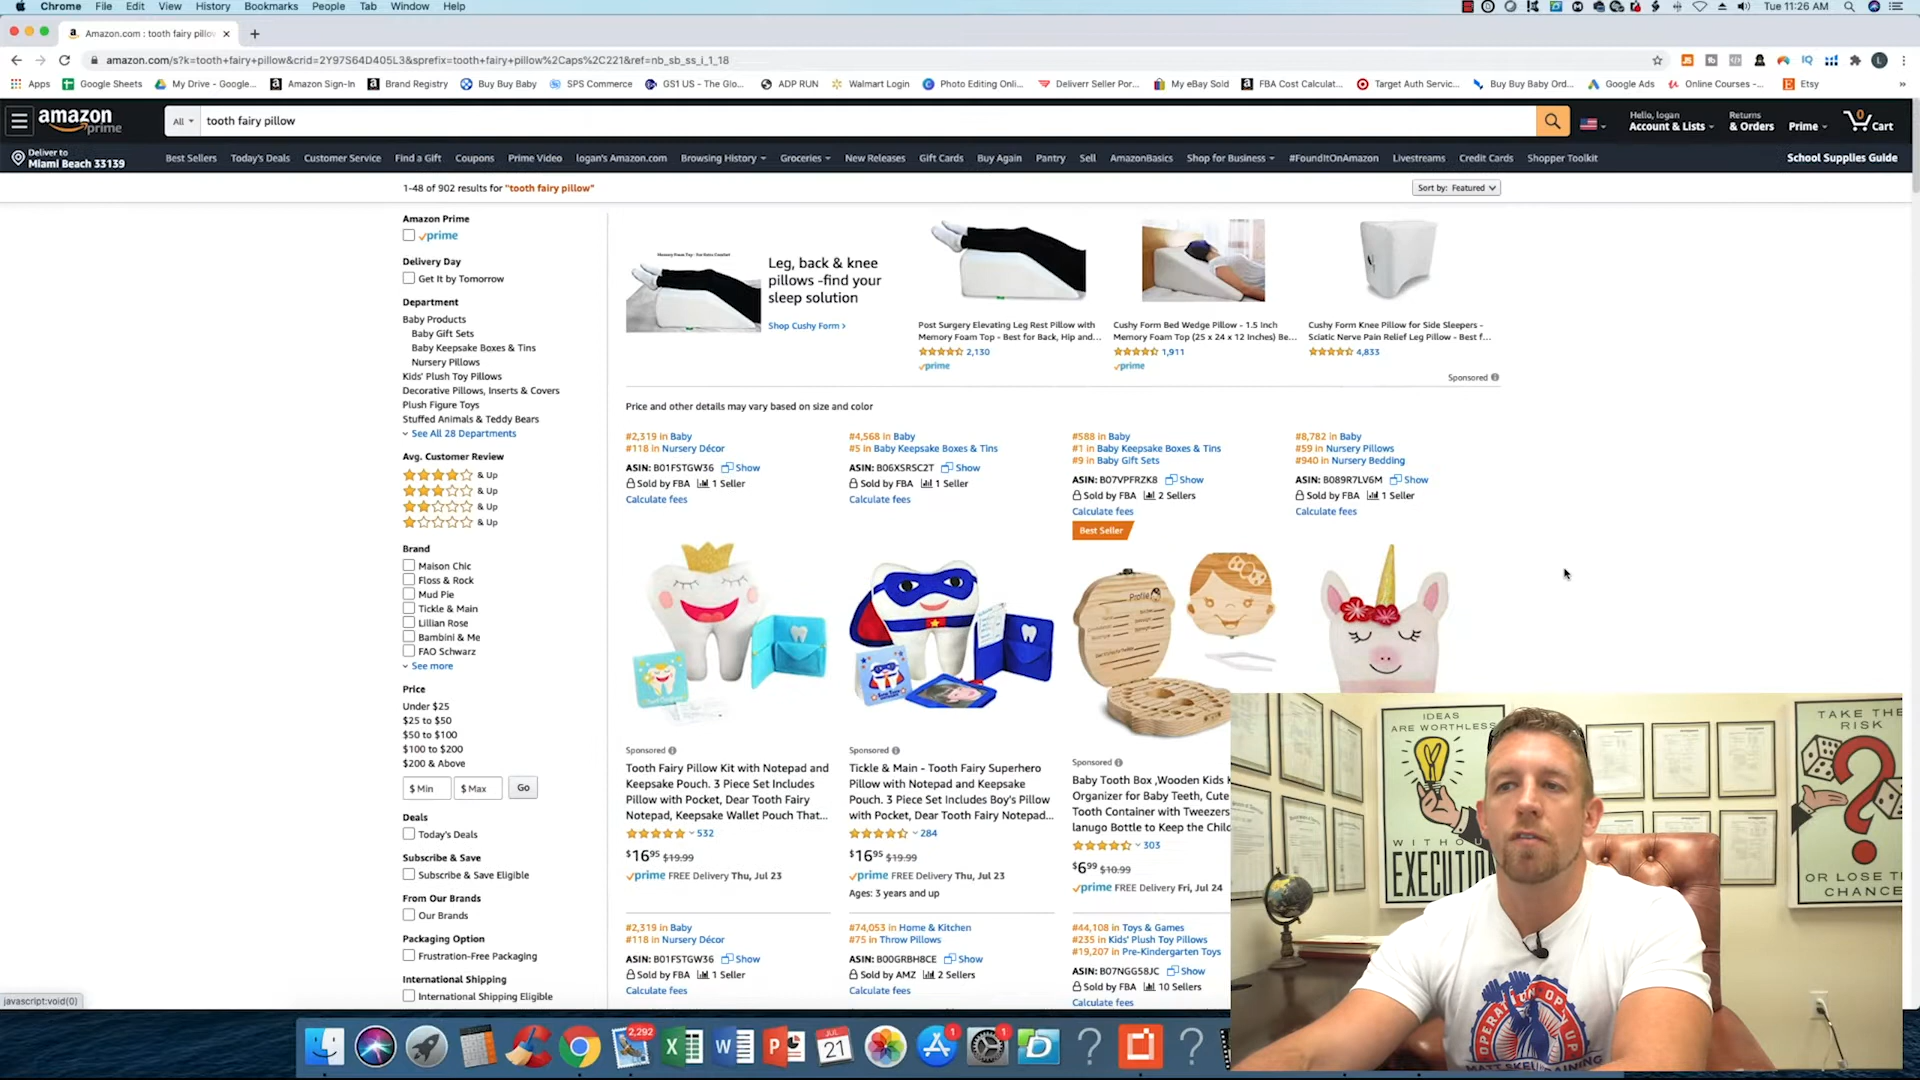 Chrome File Edit View History Bookmarks People Tab Window Help
Tue 11:26 AM
Amazon.com : tooth fairy pillow
amazon.com/s?k=tooth+fairy+pillow&crid=2Y97S64D405L3&sprefix=tooth+fairy+pillow%2Caps%2C221&ref=nb_sb_ss_i_1_18
Apps Google Sheets My Drive - Google... Amazon Sign-In Brand Registry Buy Buy Baby SPS Commerce GS1 US - The Glo... ADP RUN Walmart Login Photo Editing Onli... Deliverr Seller Por... My eBay Sold FBA Cost Calculat... Target Auth Servic... Buy Buy Baby Ord... Google Ads Online Courses -... Etsy
amazon prime
All
tooth fairy pillow
Hello, logan
Account & Lists
Returns
& Orders
Prime
0
Cart
Deliver to
Miami Beach 33139
Best Sellers Today's Deals Customer Service Find a Gift Coupons Prime Video logan's Amazon.com Browsing History Groceries New Releases Gift Cards Buy Again Pantry Sell AmazonBasics Shop for Business #FoundItOnAmazon Livestreams Credit Cards Shopper Toolkit
School Supplies Guide
1-48 of 902 results for "tooth fairy pillow"
Sort by: Featured
Amazon Prime
prime
Delivery Day
Get It by Tomorrow
Department
Baby Products
Baby Gift Sets
Baby Keepsake Boxes & Tins
Nursery Pillows
Kids' Plush Toy Pillows
Decorative Pillows, Inserts & Covers
Plush Figure Toys
Stuffed Animals & Teddy Bears
See All 28 Departments
Avg. Customer Review
& Up
& Up
& Up
& Up
Brand
Maison Chic
Floss & Rock
Mud Pie
Tickle & Main
Lillian Rose
Bambini & Me
FAO Schwarz
See more
Price
Under $25
$25 to $50
$50 to $100
$100 to $200
$200 & Above
$ Min $ Max Go
Deals
Today's Deals
Subscribe & Save
Subscribe & Save Eligible
From Our Brands
Our Brands
Packaging Option
Frustration-Free Packaging
International Shipping
International Shipping Eligible
javascript:void(0)
Leg, back & knee
pillows -find your
sleep solution
Shop Cushy Form >
Post Surgery Elevating Leg Rest Pillow with
Memory Foam Top - Best for Back, Hip and...
2,130
prime
Cushy Form Bed Wedge Pillow - 1.5 Inch
Memory Foam Top (25 x 24 x 12 Inches) Be...
1,911
prime
Cushy Form Knee Pillow for Side Sleepers -
Sciatic Nerve Pain Relief Leg Pillow - Best f...
4,833
Sponsored
Price and other details may vary based on size and color
#2,319 in Baby
#118 in Nursery Décor
ASIN: B01FSTGW36 Show
Sold by FBA 1 Seller
Calculate fees
#4,568 in Baby
#5 in Baby Keepsake Boxes & Tins
ASIN: B06XSRSC2T Show
Sold by FBA 1 Seller
Calculate fees
#588 in Baby
#1 in Baby Keepsake Boxes & Tins
#9 in Baby Gift Sets
ASIN: B07VPFRZK8 Show
Sold by FBA 2 Sellers
Calculate fees
Best Seller
#8,782 in Baby
#59 in Nursery Pillows
#940 in Nursery Bedding
ASIN: B089R7LV6M Show
Sold by FBA 1 Seller
Calculate fees
Profile
Sponsored
Tooth Fairy Pillow Kit with Notepad and
Keepsake Pouch. 3 Piece Set Includes
Pillow with Pocket, Dear Tooth Fairy
Notepad, Keepsake Wallet Pouch That...
532
$16.95 $19.99
prime FREE Delivery Thu, Jul 23
Sponsored
Tickle & Main - Tooth Fairy Superhero
Pillow with Notepad and Keepsake
Pouch. 3 Piece Set Includes Boy's Pillow
with Pocket, Dear Tooth Fairy Notepad...
284
$16.95 $19.99
prime FREE Delivery Thu, Jul 23
Ages: 3 years and up
Sponsored
Baby Tooth Box ,Wooden Kids
Organizer for Baby Teeth, Cute
Tooth Container with Tweezers
lanugo Bottle to Keep the
303
$6.99 $10.99
prime FREE Delivery Fri, Jul 24
#2,319 in Baby
#118 in Nursery Décor
ASIN: B01FSTGW36 Show
Sold by FBA 1 Seller
Calculate fees
#74,053 in Home & Kitchen
#75 in Throw Pillows
ASIN: B00GRBH8CE Show
Sold by AMZ 2 Sellers
Calculate fees
#44,108 in Toys & Games
#235 in Kids' Plush Toy Pillows
#19,207 in Pre-Kindergarten Toys
ASIN: B07NGG58JC Show
Sold by FBA 10 Sellers
Calculate fees
IDEAS
ARE WORTHLESS
EXECUTI
TAKE THE
RISK
OR LOSE T
CHANCE
OPERATION OP UP
2,292
JUL
21
1
1